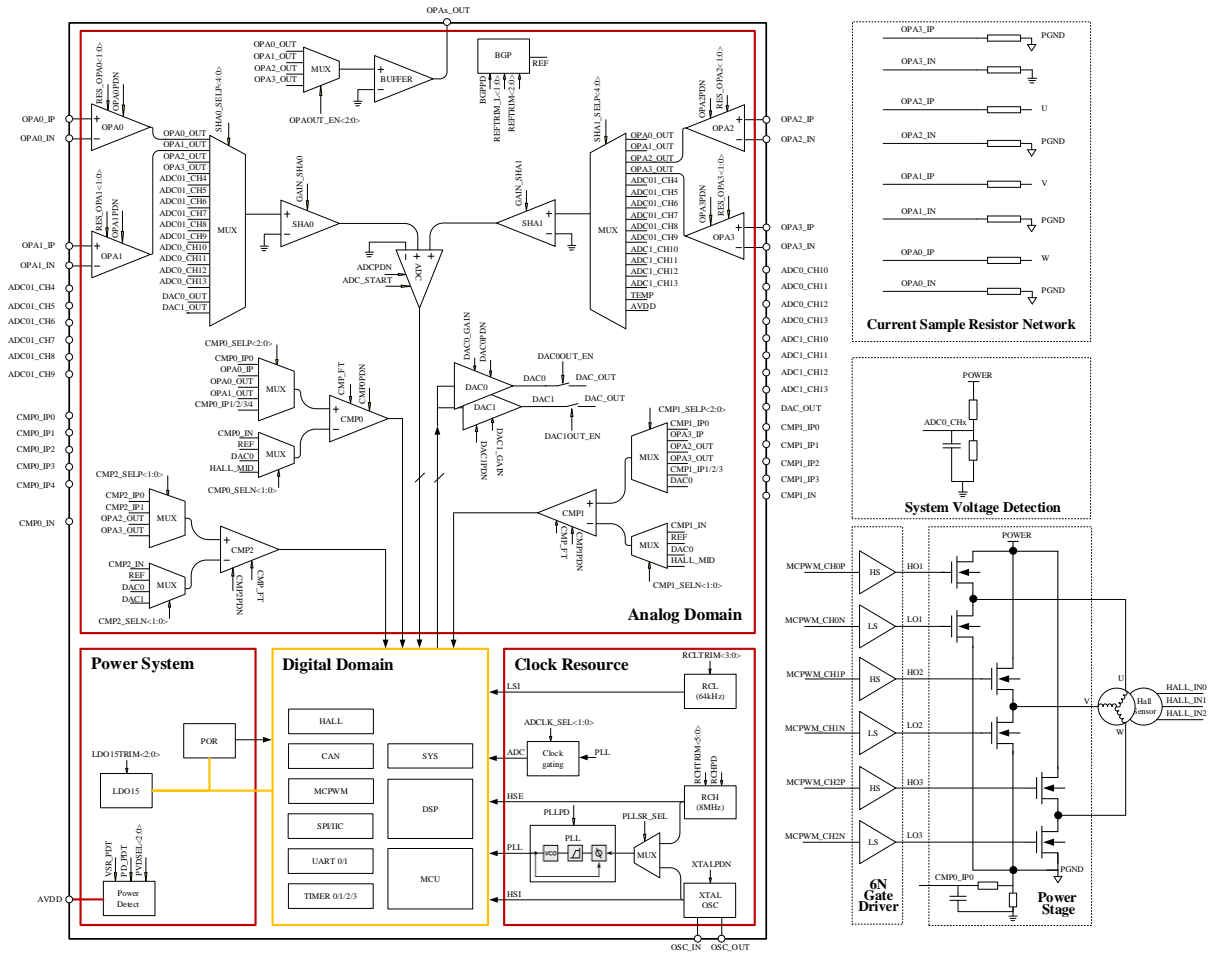 OPAx_OUT
OPA0_OUT
OPA1_OUT
OPA2_OUT
OPA3_OUT
MUX
BUFFER
OPAOUT_EN<2:0>
BGP
REF
BGPPD
REFTRIM_L<1:0>
REFTRIM<2:0>
RES_OPA0<1:0>
OPA0PDN
OPA0_IP
OPA0_IN
OPA0
SHA0_SELP<4:0>
OPA0_OUT
OPA1_OUT
OPA2_OUT
OPA3_OUT
ADC01_CH4
ADC01_CH5
ADC01_CH6
ADC01_CH7
ADC01_CH8
ADC01_CH9
ADC0_CH10
ADC0_CH11
ADC0_CH12
ADC0_CH13
DAC0_OUT
DAC1_OUT
MUX
RES_OPA1<1:0>
OPA1PDN
OPA1_IP
OPA1_IN
OPA1
GAIN_SHA0
SHA0
GAIN_SHA1
SHA1
ADCPDN
ADC_START
ADC
SHA1_SELP<4:0>
MUX
OPA0_OUT
OPA1_OUT
OPA2_OUT
OPA3_OUT
ADC01_CH4
ADC01_CH5
ADC01_CH6
ADC01_CH7
ADC01_CH8
ADC01_CH9
ADC1_CH10
ADC1_CH11
ADC1_CH12
ADC1_CH13
TEMP
AVDD
OPA2PDN
RES_OPA2<1:0>
OPA2
OPA2_IP
OPA2_IN
OPA3PDN
RES_OPA3<1:0>
OPA3
OPA3_IP
OPA3_IN
ADC01_CH4
ADC01_CH5
ADC01_CH6
ADC01_CH7
ADC01_CH8
ADC01_CH9
CMP0_IP0
CMP0_IP1
CMP0_IP2
CMP0_IP3
CMP0_IP4
CMP0_IN
ADC0_CH10
ADC0_CH11
ADC0_CH12
ADC0_CH13
ADC1_CH10
ADC1_CH11
ADC1_CH12
ADC1_CH13
DAC_OUT
CMP1_IP0
CMP1_IP1
CMP1_IP2
CMP1_IP3
CMP1_IN
CMP0_SELP<2:0>
CMP0_IP0
OPA0_IP
OPA0_OUT
OPA1_OUT
CMP0_IP1/2/3/4
MUX
CMP0_IN
REF
DAC0
HALL_MID
MUX
CMP0_SELN<1:0>
CMP_FT
CMP0PDN
CMP0
DAC0_GAIN
DAC0PDN
DAC0
DAC1
DAC1PDN
DAC1_GAIN
DAC0OUT_EN
DAC0
DAC_OUT
DAC1
DAC_OUT
DAC1OUT_EN
CMP1_SELP<2:0>
CMP1_IP0
OPA3_IP
OPA2_OUT
OPA3_OUT
CMP1_IP1/2/3
DAC0
MUX
CMP1
CMP_FT
CMP1PDN
MUX
CMP1_IN
REF
DAC0
HALL_MID
CMP1_SELN<1:0>
CMP2_SELP<1:0>
CMP2_IP0
CMP2_IP1
OPA2_OUT
OPA3_OUT
MUX
CMP2_IN
REF
DAC0
DAC1
MUX
CMP2_SELN<1:0>
CMP2
CMP2PDN
CMP_FT
Analog Domain
Power System
POR
LDO15TRIM<2:0>
LDO15
VSR_PDT
PD_PDT
PVDSEL<2:0>
Power
Detect
AVDD
Digital Domain
HALL
CAN
MCPWM
SPI/IIC
UART 0/1
TIMER 0/1/2/3
SYS
DSP
MCU
Clock Resource
RCLTRIM<3:0>
LSI
RCL
(64kHz)
ADCLK_SEL<1:0>
ADC
Clock
gating
PLL
RCHTRIM<5:0>
RCHPD
HSE
RCH
(8MHz)
PLLPD
PLLSR_SEL
PLL
PLL
VCO
MUX
XTALPDN
HSI
XTAL
OSC
OSC_IN
OSC_OUT
OPA3_IP
PGND
OPA3_IN
OPA2_IP
U
OPA2_IN
PGND
OPA1_IP
V
OPA1_IN
PGND
OPA0_IP
W
OPA0_IN
PGND
Current Sample Resistor Network
POWER
ADC0_CHx
System Voltage Detection
MCPWM_CH0P
HS
HO1
MCPWM_CH0N
LS
LO1
MCPWM_CH1P
HS
HO2
MCPWM_CH1N
LS
LO2
MCPWM_CH2P
HS
HO3
MCPWM_CH2N
LS
LO3
6N
Gate
Driver
POWER
U
V
W
Hall
Sensor
HALL_IN0
HALL_IN1
HALL_IN2
PGND
CMP0_IP0
Power
Stage